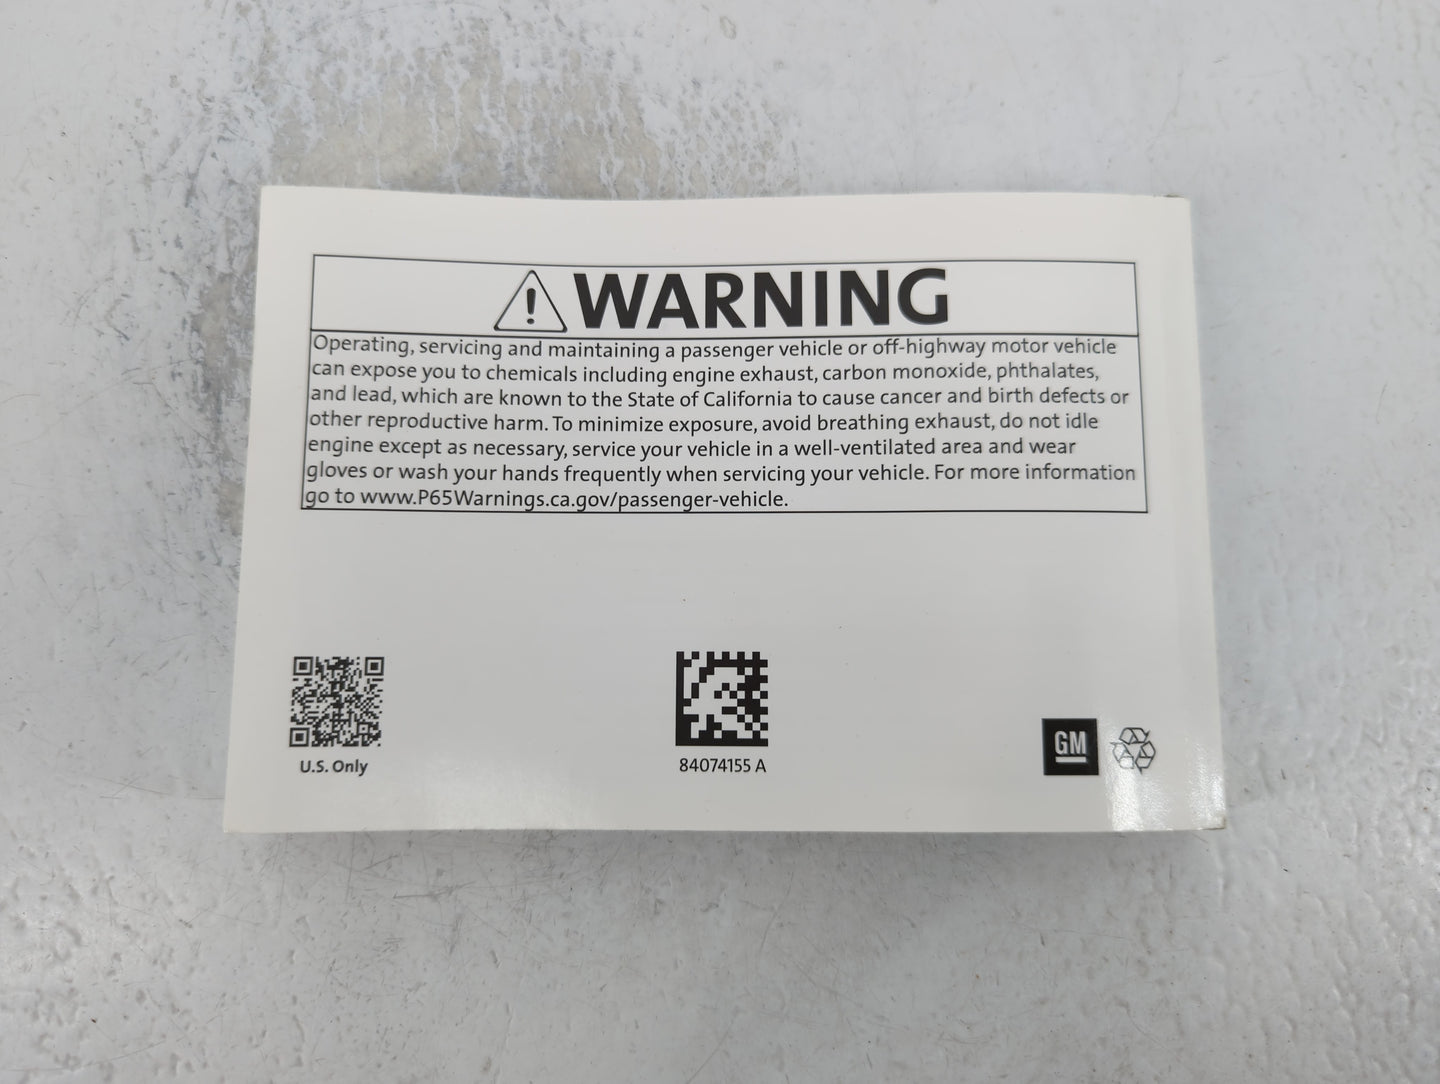 WARNING
Operating, servicing and maintaining a passenger vehicle or off-highway motor vehicle
can expose you to chemicals including engine exhaust, carbon monoxide, phthalates,
and lead, which are known to the State of California to cause cancer and birth defects or
other reproductive harm. To minimize exposure, avoid breathing exhaust, do not idle
engine except as necessary, service your vehicle in a well-ventilated area and wear
gloves or wash your hands frequently when servicing your vehicle. For more information
go to www.P65Warnings.ca.gov/passenger-vehicle.
U.S. Only
84074155 A
GM